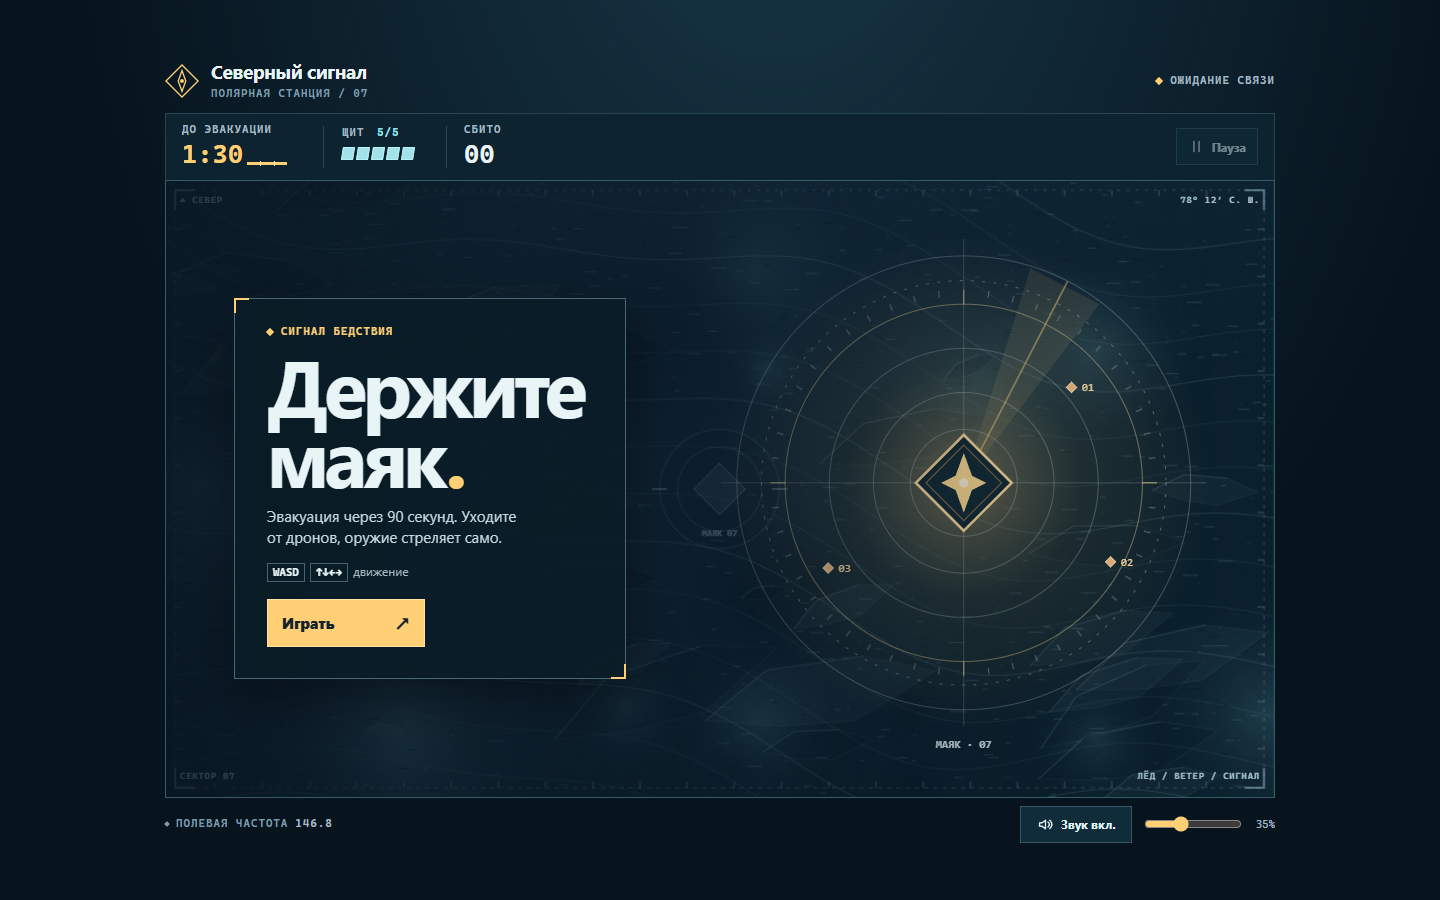 Северный сигнал
ПОЛЯРНАЯ СТАНЦИЯ / 07
ОЖИДАНИЕ СВЯЗИ
ДО ЭВАКУАЦИИ
1:30
ЩИТ 5/5
СБИТО
00
Пауза
▲ СЕВЕР
78° 12′ С. Ш.
СИГНАЛ БЕДСТВИЯ
Держите
маяк.
Эвакуация через 90 секунд. Уходите
от дронов, оружие стреляет само.
WASD ↑↓←→ движение
Играть ↗
01
02
03
МАЯК 07
МАЯК · 07
СЕКТОР 07
ЛЁД / ВЕТЕР / СИГНАЛ
ПОЛЕВАЯ ЧАСТОТА 146.8
Звук вкл.
35%